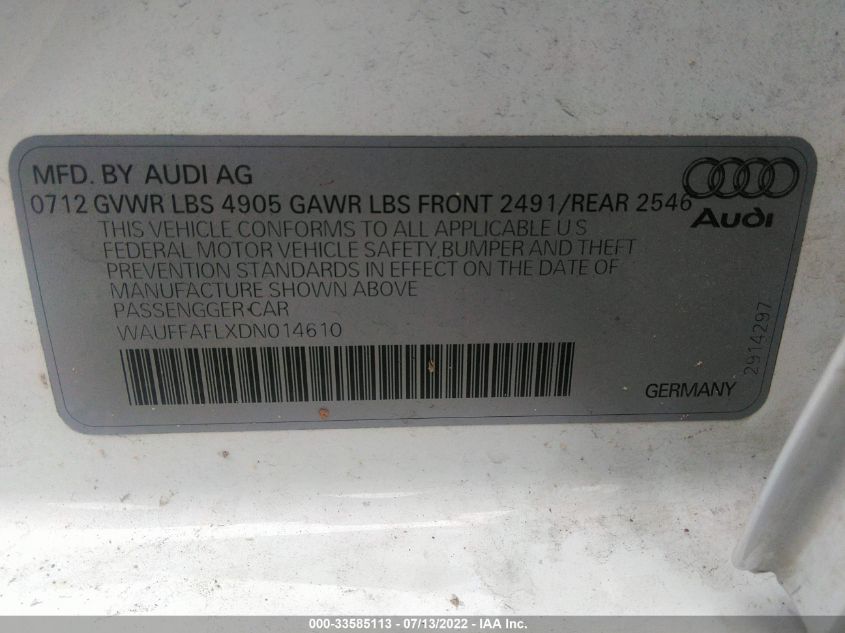 MFD. BY AUDI AG
0712 GVWR LBS 4905 GAWR LBS FRONT 2491/REAR 2546
Audi
THIS VEHICLE CONFORMS TO ALL APPLICABLE U S
FEDERAL MOTOR VEHICLE SAFETY,BUMPER AND THEFT
PREVENTION STANDARDS IN EFFECT ON THE DATE OF
MANUFACTURE SHOWN ABOVE
PASSENGGER CAR
WAUFFAFLXDN014610
2914297
GERMANY
000-33585113 - 07/13/2022 - IAA Inc.